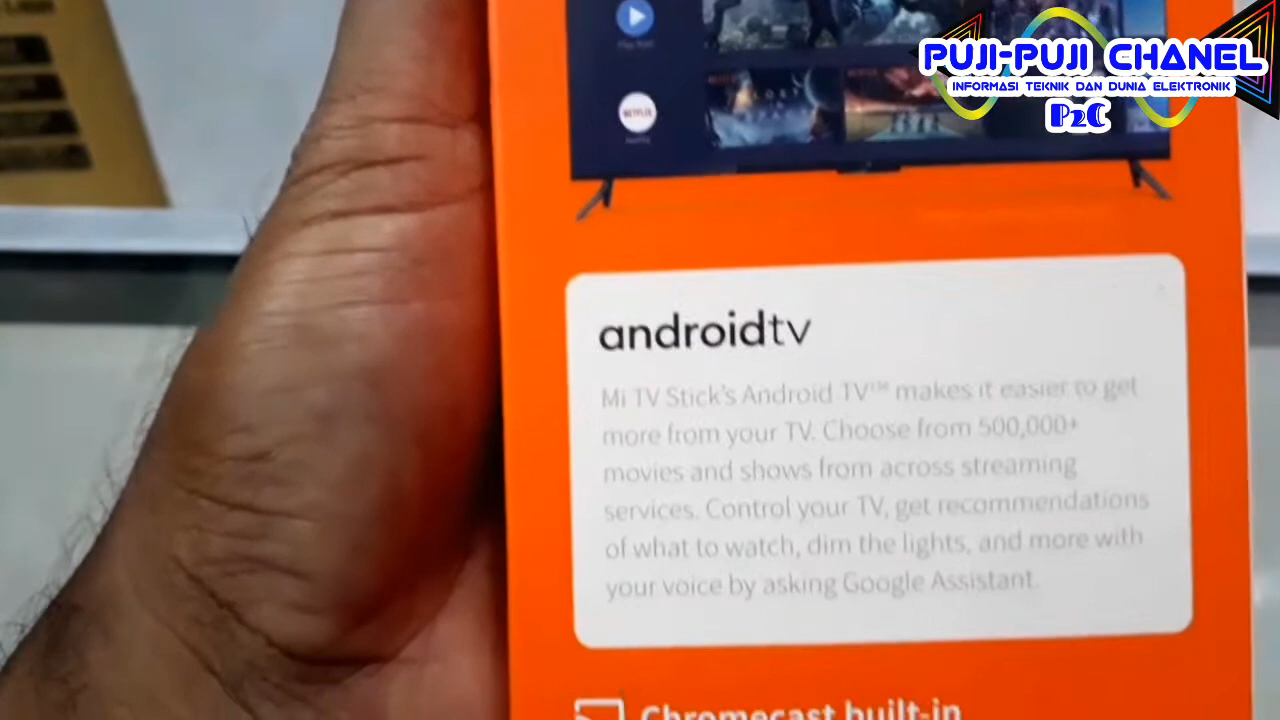 PUJI-PUJI CHANEL
INFORMASI TEKNIK DAN DUNIA ELEKTRONIK
P2C
NETFLIX
androidtv
Mi TV Stick's Android TV™ makes it easier to get
more from your TV. Choose from 500,000+
movies and shows from across streaming
services. Control your TV, get recommendations
of what to watch, dim the lights, and more with
your voice by asking Google Assistant.
Chromecast built-in